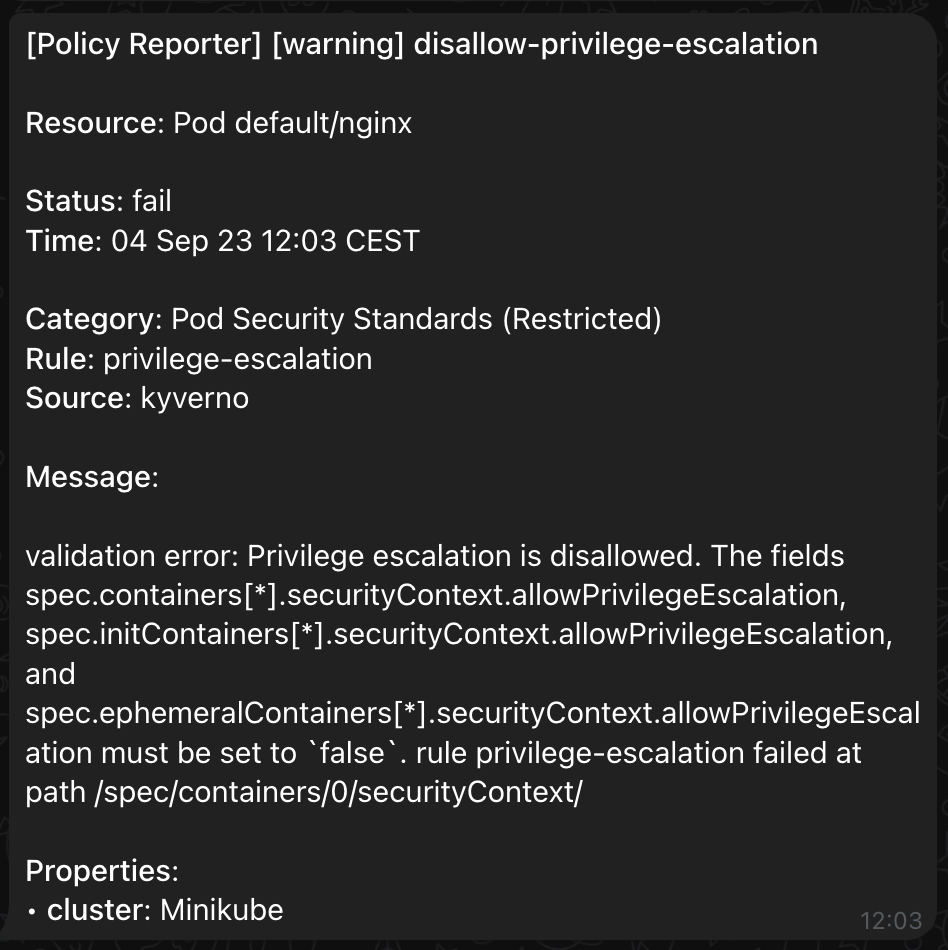 [Policy Reporter] [warning] disallow-privilege-escalation
Resource: Pod default/nginx
Status: fail
Time: 04 Sep 23 12:03 CEST
Category: Pod Security Standards (Restricted)
Rule: privilege-escalation
Source: kyverno
Message:
validation error: Privilege escalation is disallowed. The fields
spec.containers[*].securityContext.allowPrivilegeEscalation,
spec.initContainers[*].securityContext.allowPrivilegeEscalation,
and
spec.ephemeralContainers[*].securityContext.allowPrivilegeEscal
ation must be set to `false`. rule privilege-escalation failed at
path /spec/containers/0/securityContext/
Properties:
• cluster: Minikube
12:03